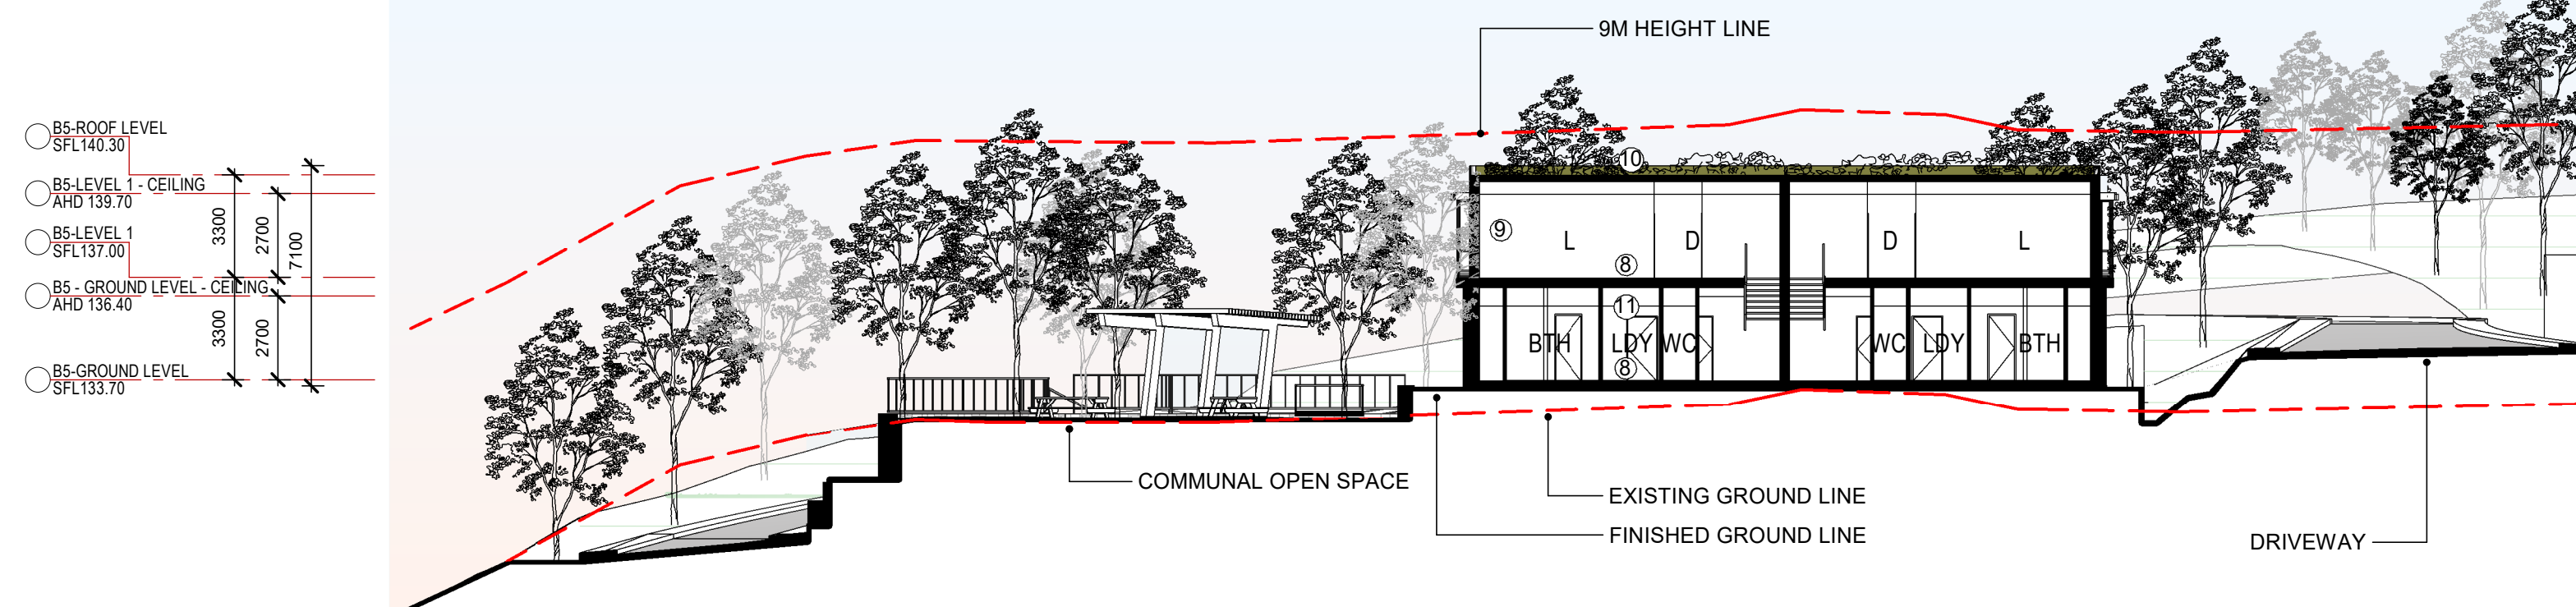 9M HEIGHT LINE
B5-ROOF LEVEL
SFL140.30
B5-LEVEL 1 - CEILING
AHD 139.70
B5-LEVEL 1
SFL137.00
B5 - GROUND LEVEL - CEILING
AHD 136.40
B5-GROUND LEVEL
SFL133.70
3300
2700
7100
3300
2700
10
9
L
D
D
L
8
11
BTH
LDY
WC
WC
LDY
BTH
8
COMMUNAL OPEN SPACE
EXISTING GROUND LINE
FINISHED GROUND LINE
DRIVEWAY